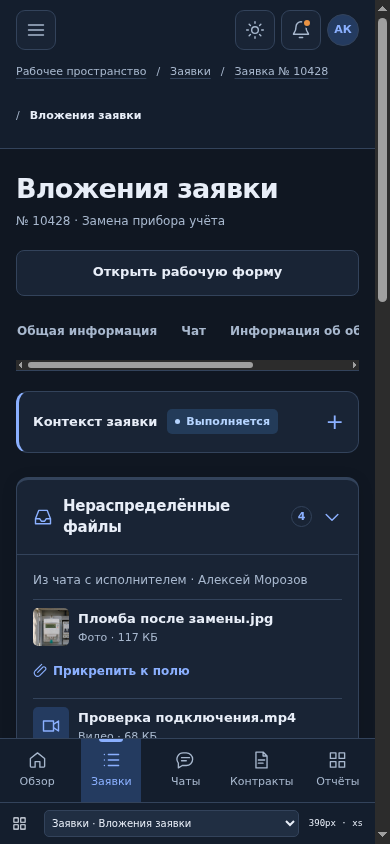 АК
Рабочее пространство / Заявки / Заявка № 10428
/ Вложения заявки
Вложения заявки
№ 10428 · Замена прибора учёта
Открыть рабочую форму
Общая информация Чат Информация об об
Контекст заявки • Выполняется +
Нераспределённые
файлы
4
Из чата с исполнителем · Алексей Морозов
Пломба после замены.jpg
Фото · 117 КБ
Прикрепить к полю
Проверка подключения.mp4
Видео · 68 КБ
Обзор Заявки Чаты Контракты Отчёты
Заявки · Вложения заявки 390px · xs